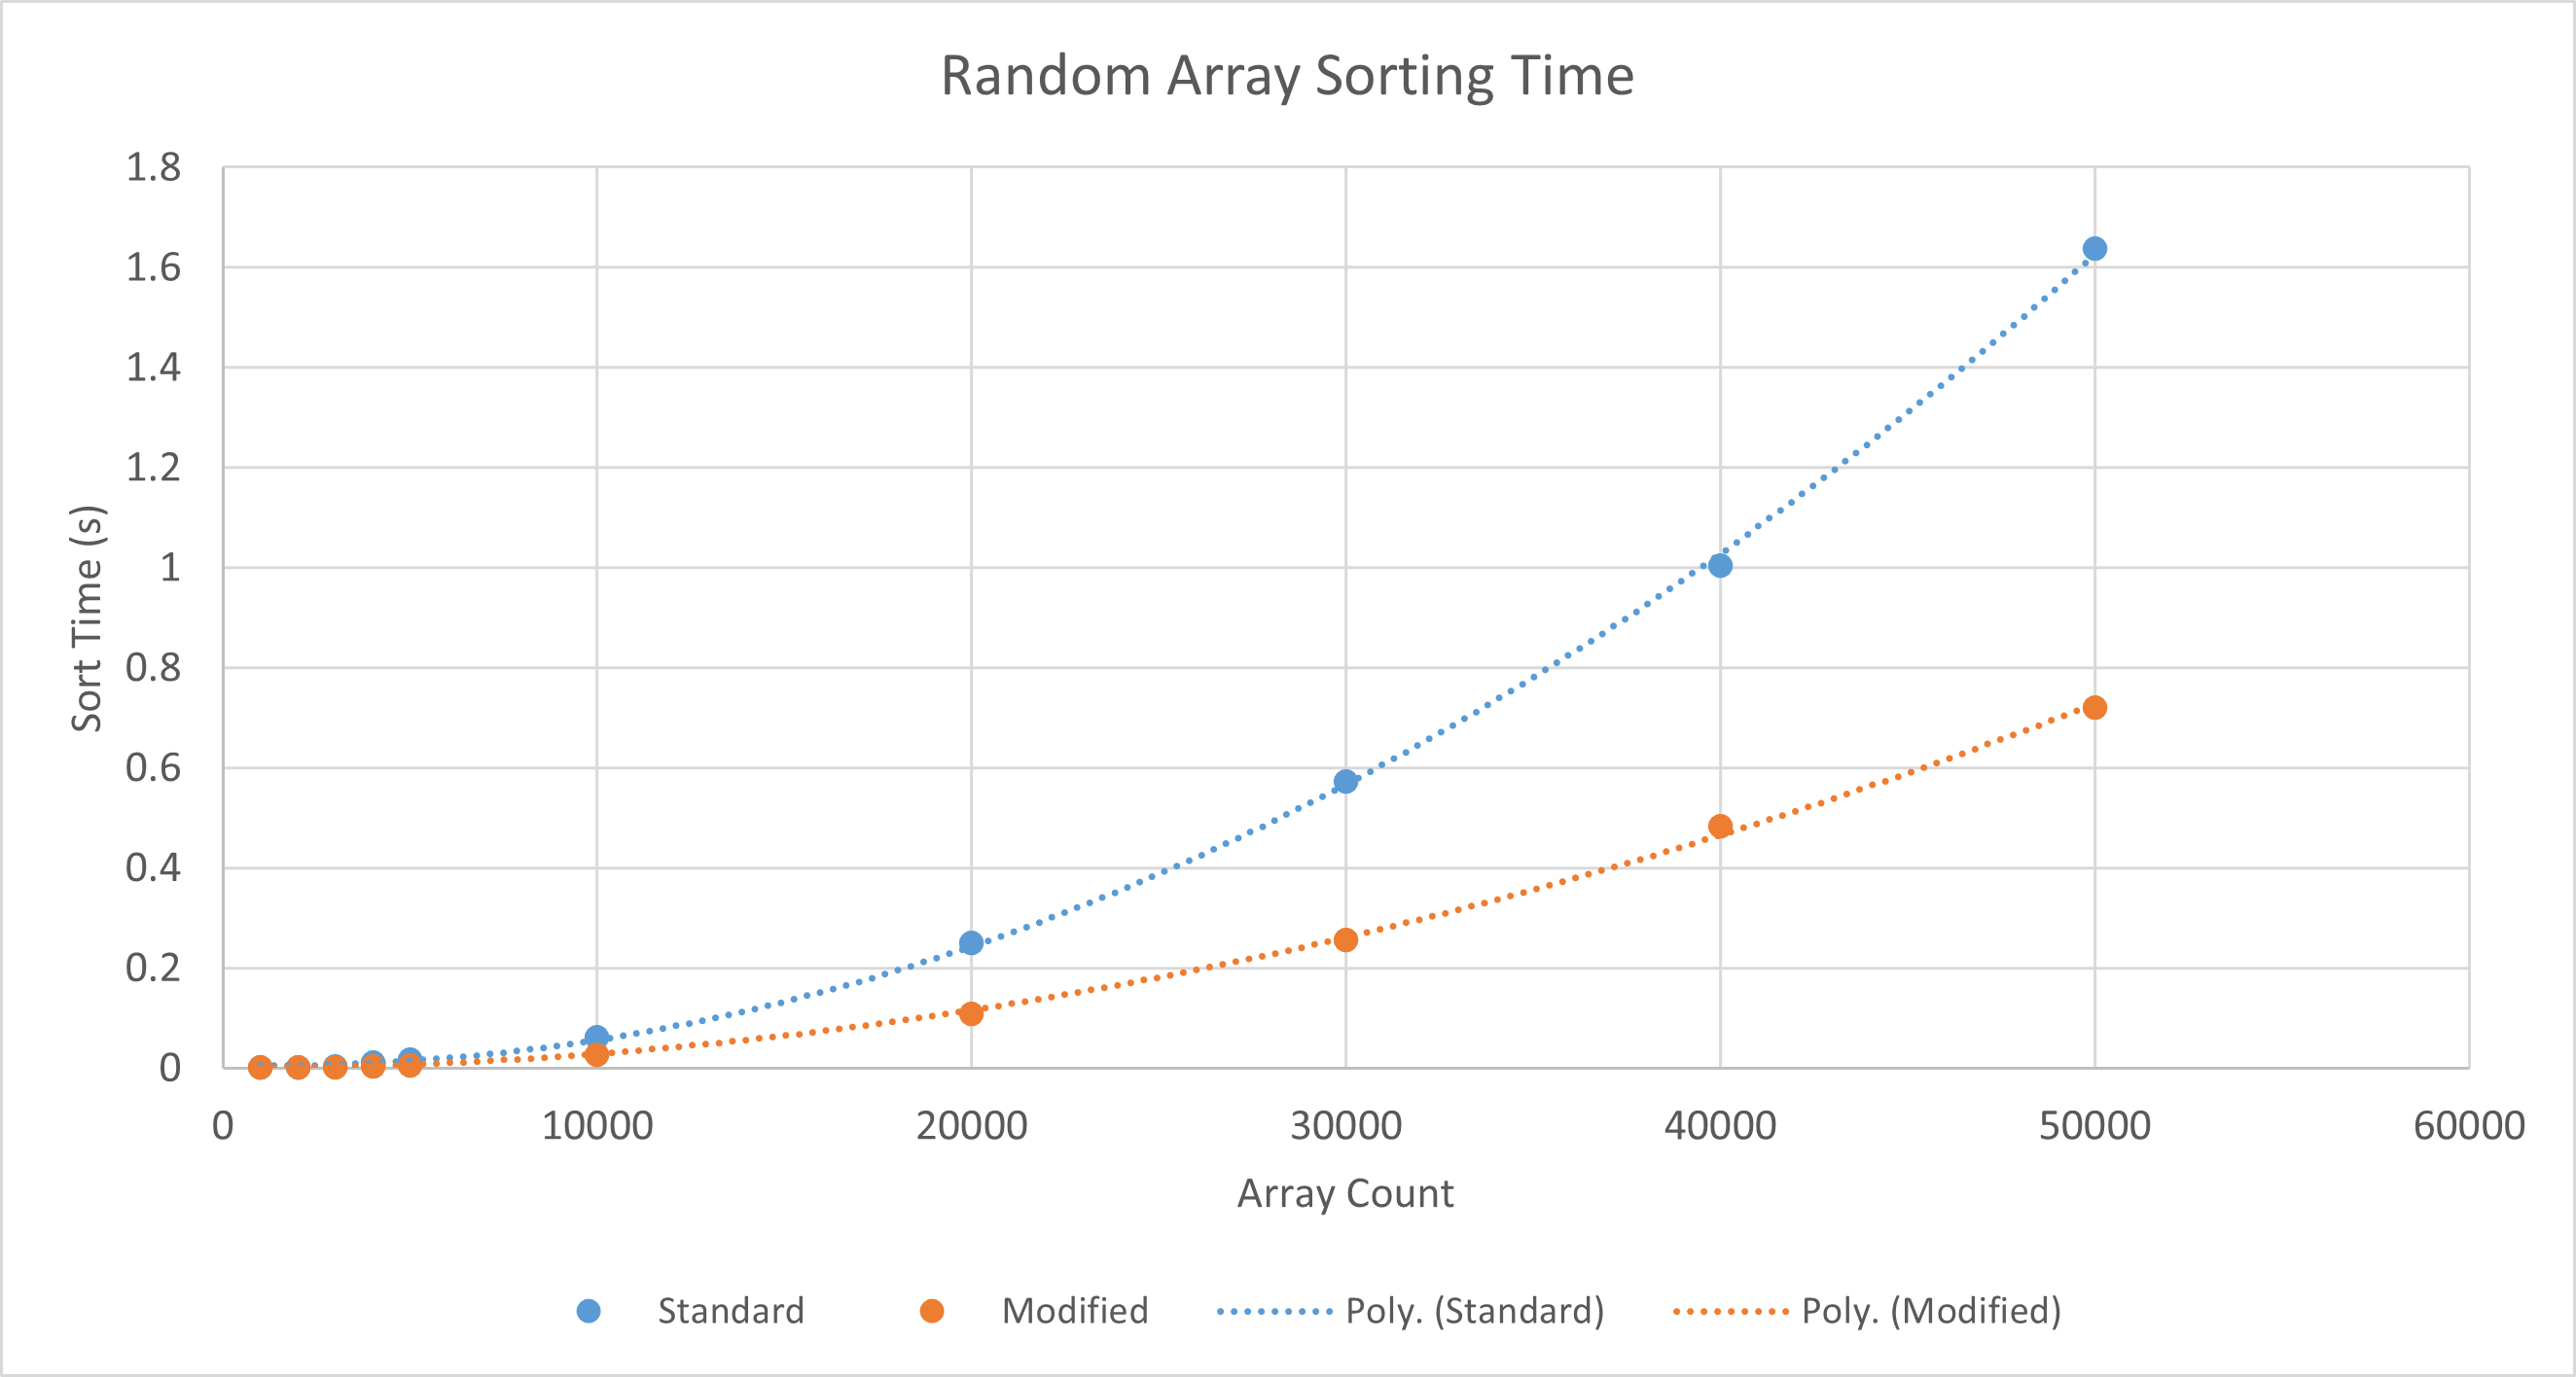 Random Array Sorting Time
1.8
1.6
1.4
1.2
1
0.8
0.6
0.4
0.2
0
Sort Time (s)
0 10000 20000 30000 40000 50000 60000
Array Count
Standard Modified Poly. (Standard) Poly. (Modified)